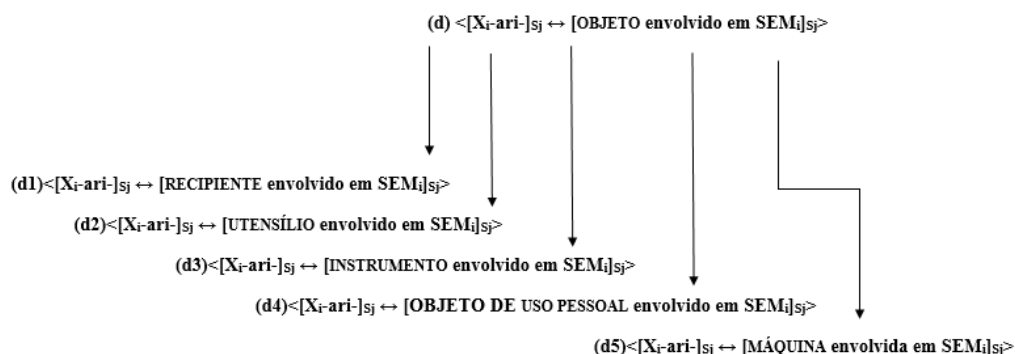 (d) <[Xᵢ-ari-]Sj ↔ [OBJETO envolvido em SEMᵢ]Sj>
(d1)<[Xᵢ-ari-]Sj ↔ [RECIPIENTE envolvido em SEMᵢ]Sj>
(d2)<[Xᵢ-ari-]Sj ↔ [UTENSÍLIO envolvido em SEMᵢ]Sj>
(d3)<[Xᵢ-ari-]Sj ↔ [INSTRUMENTO envolvido em SEMᵢ]Sj>
(d4)<[Xᵢ-ari-]Sj ↔ [OBJETO DE USO PESSOAL envolvido em SEMᵢ]Sj>
(d5)<[Xᵢ-ari-]Sj ↔ [MÁQUINA envolvida em SEMᵢ]Sj>